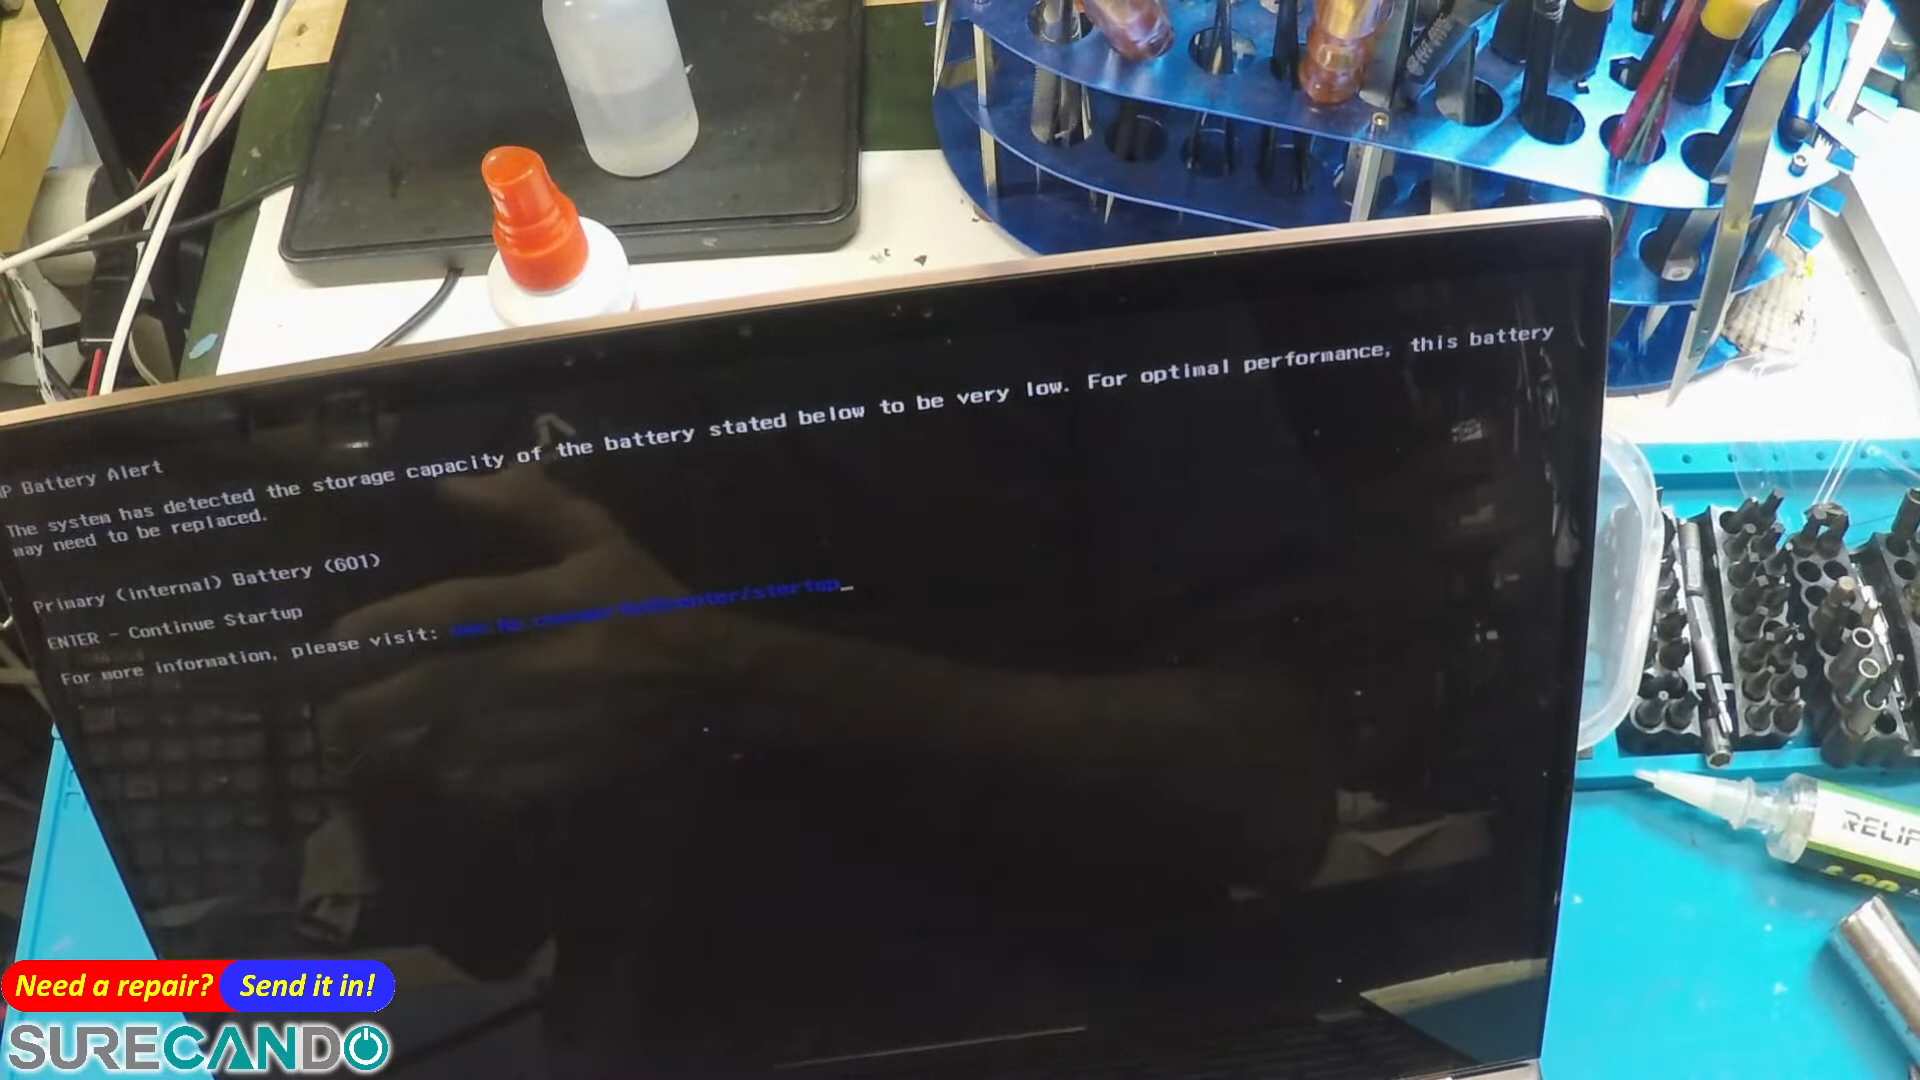 P Battery Alert
The system has detected the storage capacity of the battery stated below to be very low. For optimal performance, this battery
may need to be replaced.
Primary (internal) Battery (601)
ENTER - Continue Startup
For more information, please visit: /startup
RELIF
Need a repair? Send it in!
SURECANDO